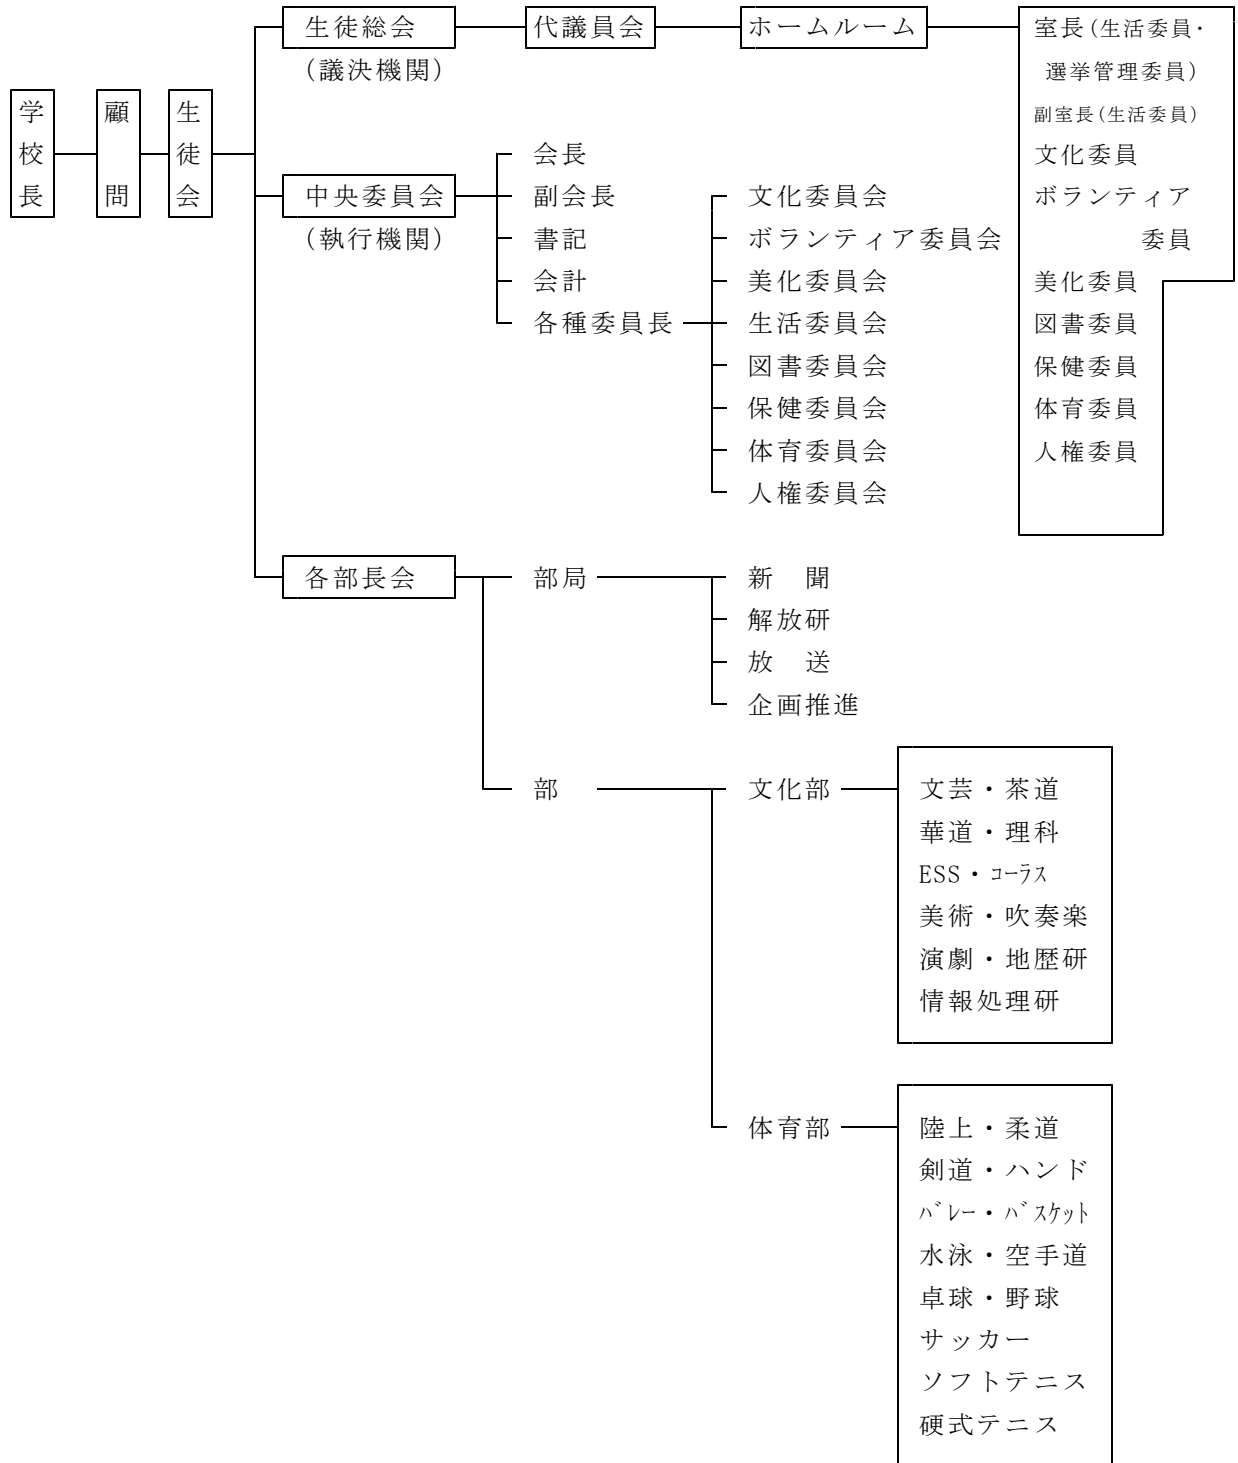 学校長
顧問
生徒会
生徒総会
(議決機関)
代議員会
ホームルーム
室長(生活委員・
選挙管理委員)
副室長(生活委員)
文化委員
ボランティア
委員
美化委員
図書委員
保健委員
体育委員
人権委員
中央委員会
(執行機関)
会長
副会長
書記
会計
各種委員長
文化委員会
ボランティア委員会
美化委員会
生活委員会
図書委員会
保健委員会
体育委員会
人権委員会
各部長会
部局
新　聞
解放研
放　送
企画推進
部
文化部
文芸・茶道
華道・理科
ESS・ｺｰﾗｽ
美術・吹奏楽
演劇・地歴研
情報処理研
体育部
陸上・柔道
剣道・ハンド
ﾊﾞﾚｰ・ﾊﾞｽｹｯﾄ
水泳・空手道
卓球・野球
サッカー
ソフトテニス
硬式テニス